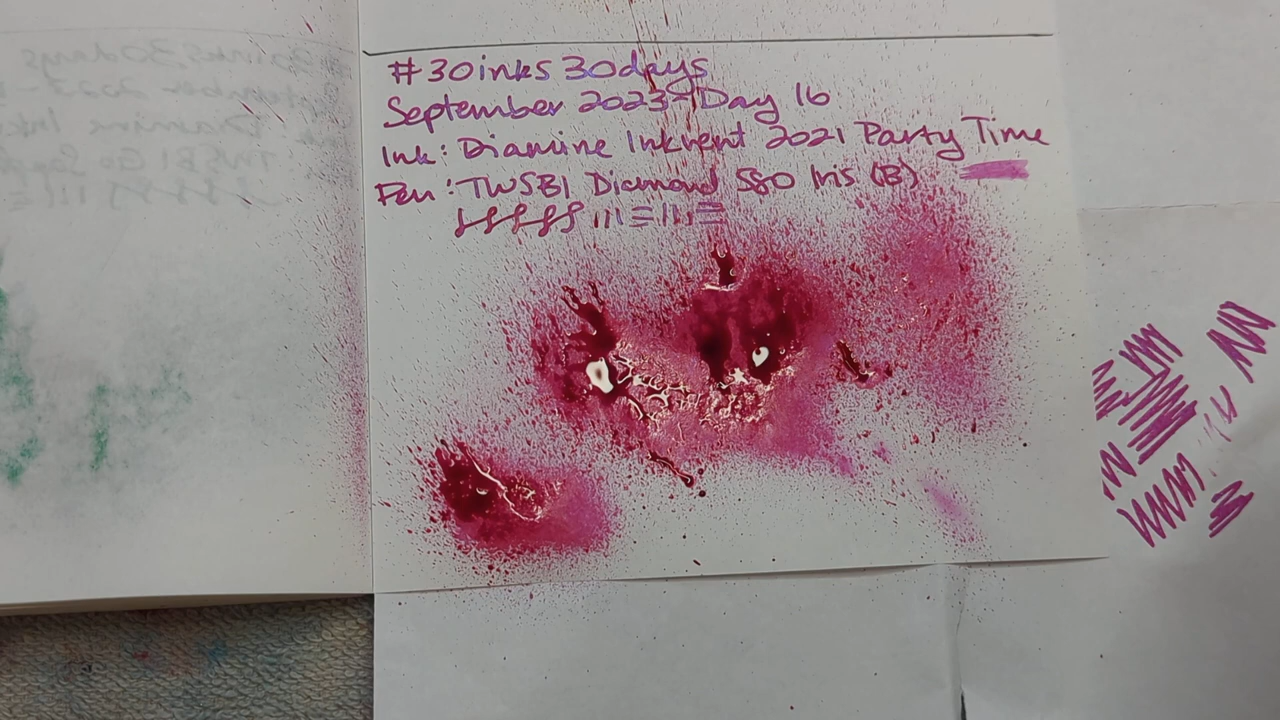 #30inks30days
September 2023-Day 16
Ink: Diamine Inkvent 2021 Party Time
Pen: TWSBI Diamond 580 Iris (B)